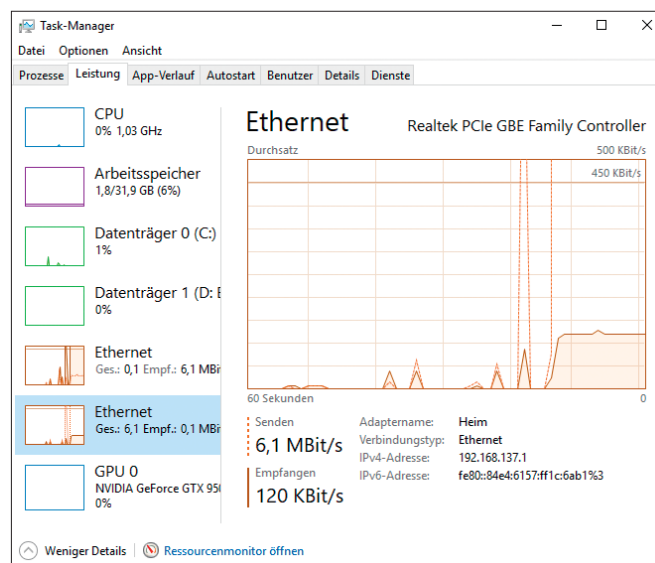 Task-Manager
Datei Optionen Ansicht
Prozesse Leistung App-Verlauf Autostart Benutzer Details Dienste
CPU
0% 1,03 GHz
Arbeitsspeicher
1,8/31,9 GB (6%)
Datenträger 0 (C:)
1%
Datenträger 1 (D: E
0%
Ethernet
Ges.: 0,1 Empf.: 6,1 MBi
Ethernet
Ges.: 6,1 Empf.: 0,1 MBi
GPU 0
NVIDIA GeForce GTX 950
0%
Ethernet
Realtek PCIe GBE Family Controller
Durchsatz 500 KBit/s
450 KBit/s
60 Sekunden 0
Senden
6,1 MBit/s
Empfangen
120 KBit/s
Adaptername: Heim
Verbindungstyp: Ethernet
IPv4-Adresse: 192.168.137.1
IPv6-Adresse: fe80::84e4:6157:ff1c:6ab1%3
Weniger Details Ressourcenmonitor öffnen